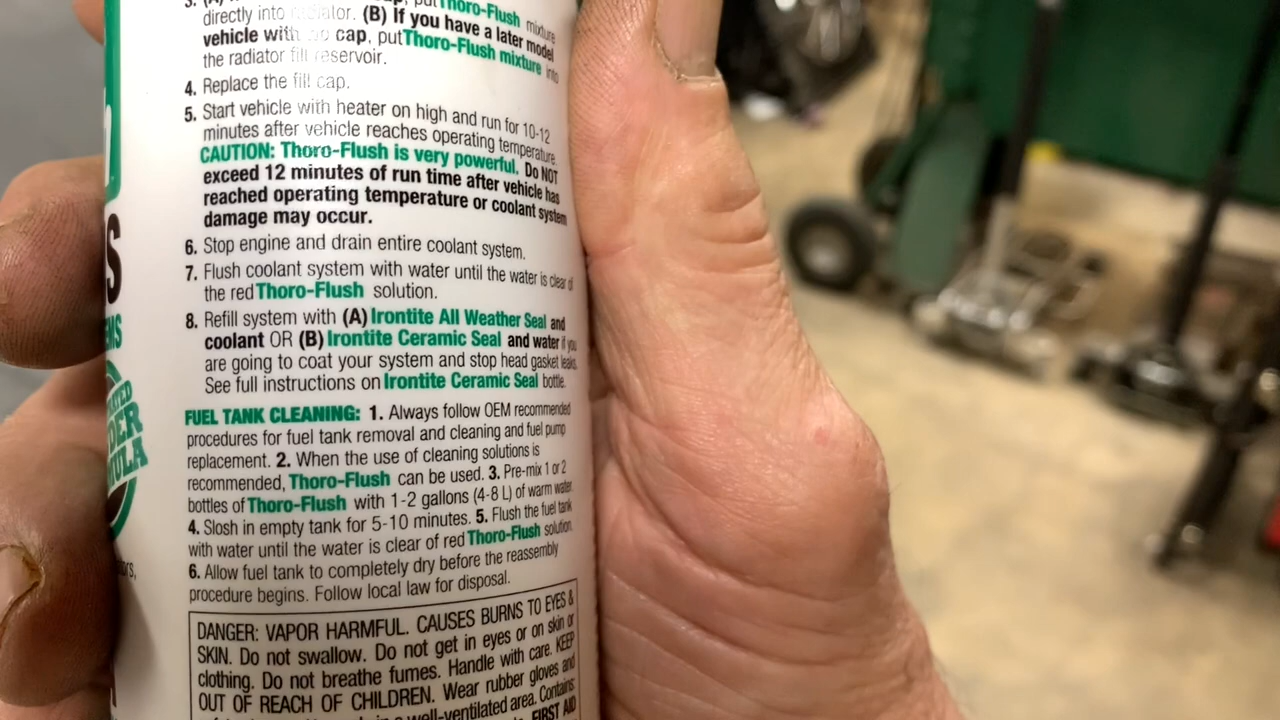 3. (A)
put Thoro-Flush mixture
directly into radiator. (B) If you have a later model
vehicle with no cap, put Thoro-Flush mixture into
the radiator fill reservoir.
4. Replace the fill cap.
5. Start vehicle with heater on high and run for 10-12
minutes after vehicle reaches operating temperature.
CAUTION: Thoro-Flush is very powerful. Do NOT
exceed 12 minutes of run time after vehicle has
reached operating temperature or coolant system
damage may occur.
6. Stop engine and drain entire coolant system.
7. Flush coolant system with water until the water is clear of
the red Thoro-Flush solution.
8. Refill system with (A) Irontite All Weather Seal and
coolant OR (B) Irontite Ceramic Seal and water if you
are going to coat your system and stop head gasket leaks.
See full instructions on Irontite Ceramic Seal bottle.
FUEL TANK CLEANING: 1. Always follow OEM recommended
procedures for fuel tank removal and cleaning and fuel pump
replacement. 2. When the use of cleaning solutions is
recommended, Thoro-Flush can be used. 3. Pre-mix 1 or 2
bottles of Thoro-Flush with 1-2 gallons (4-8 L) of warm water.
4. Slosh in empty tank for 5-10 minutes. 5. Flush the fuel tank
with water until the water is clear of red Thoro-Flush solution.
6. Allow fuel tank to completely dry before the reassembly
procedure begins. Follow local law for disposal.
DANGER: VAPOR HARMFUL. CAUSES BURNS TO EYES &
SKIN. Do not swallow. Do not get in eyes or on skin or
clothing. Do not breathe fumes. Handle with care. KEEP
OUT OF REACH OF CHILDREN. Wear rubber gloves and
well-ventilated area. Contains:
FIRST AID